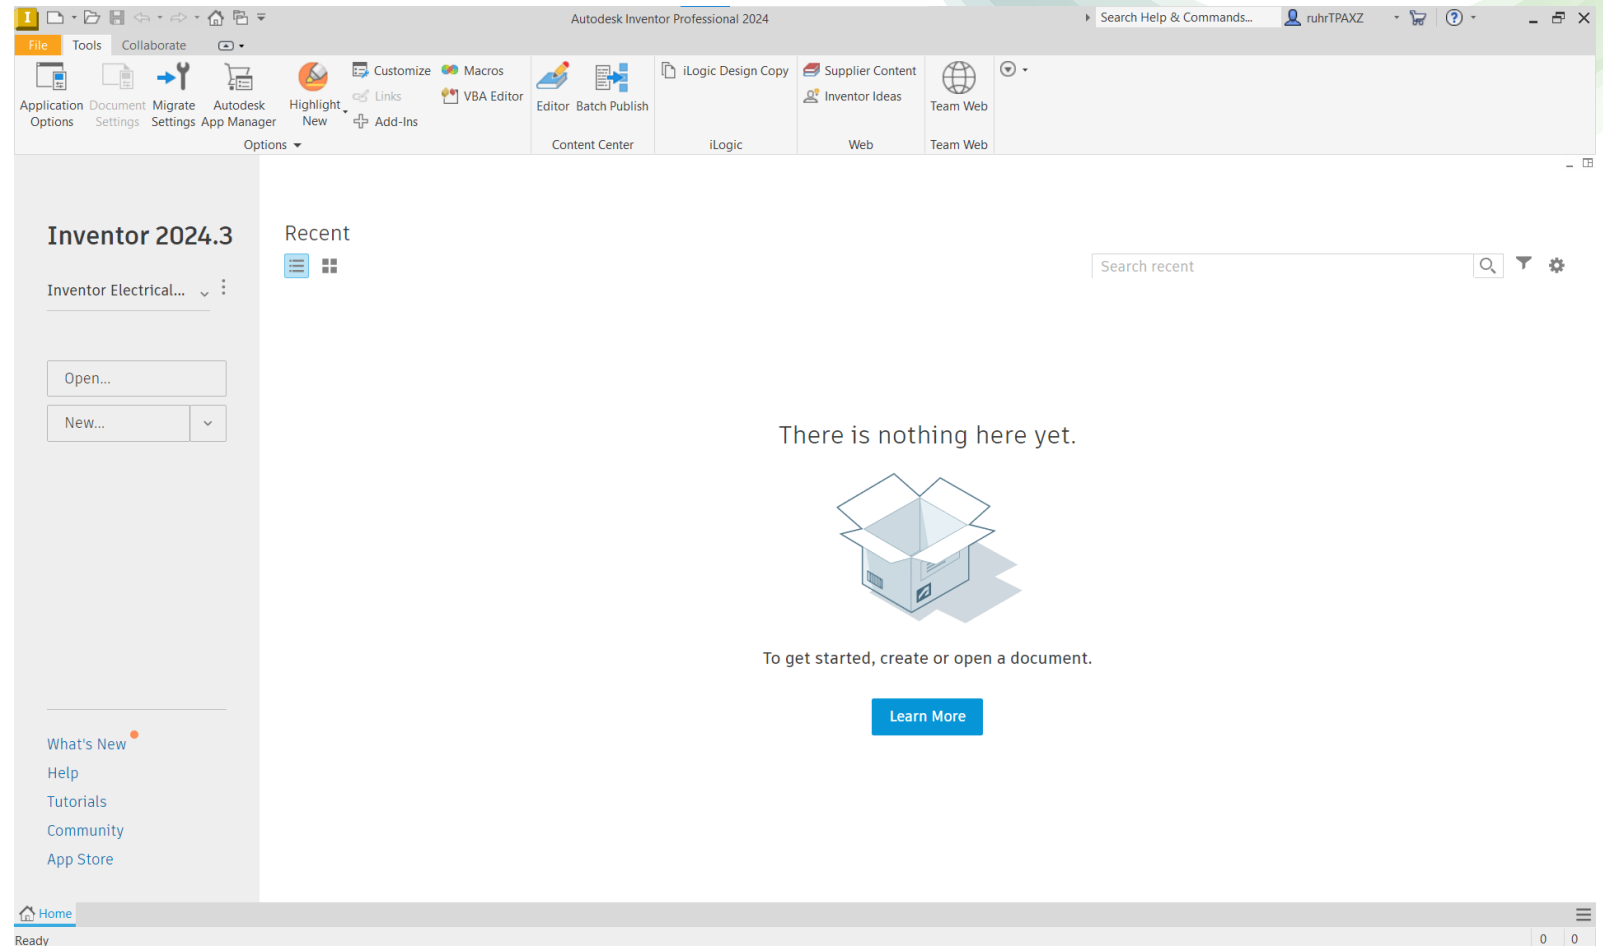 Autodesk Inventor Professional 2024
Search Help & Commands...
ruhrTPAXZ
File
Tools
Collaborate
Application
Options
Document
Settings
Migrate
Settings
Autodesk
App Manager
Highlight
New
Customize
Links
Add-Ins
Macros
VBA Editor
Options
Editor
Batch Publish
Content Center
iLogic Design Copy
iLogic
Supplier Content
Inventor Ideas
Web
Team Web
Team Web
Inventor 2024.3
Inventor Electrical...
Open...
New...
What's New
Help
Tutorials
Community
App Store
Recent
Search recent
There is nothing here yet.
To get started, create or open a document.
Learn More
Home
Ready
0 0